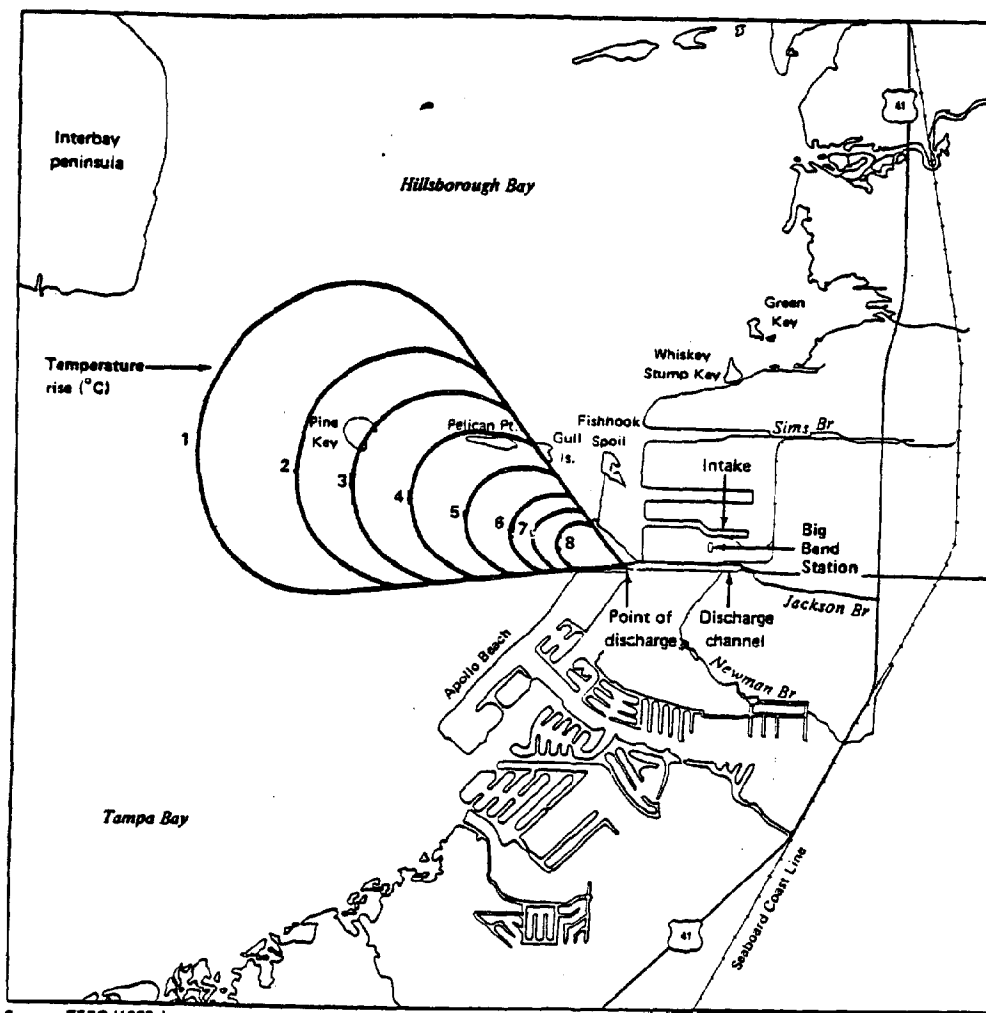 41
Interbay
peninsula
Hillsborough Bay
Green
Key
Whiskey
Stump Key
Temperature
rise (°C)
Pine
Key
Pelican Pt.
Gull
Is.
Fishhook
Spoil
Sims Br
Intake
1
2
3
4
5
6
7
8
Big
Bend
Station
Jackson Br
Point of
discharge
Discharge
channel
Apollo Beach
Newman Br
Tampa Bay
Seaboard Coast Line
41